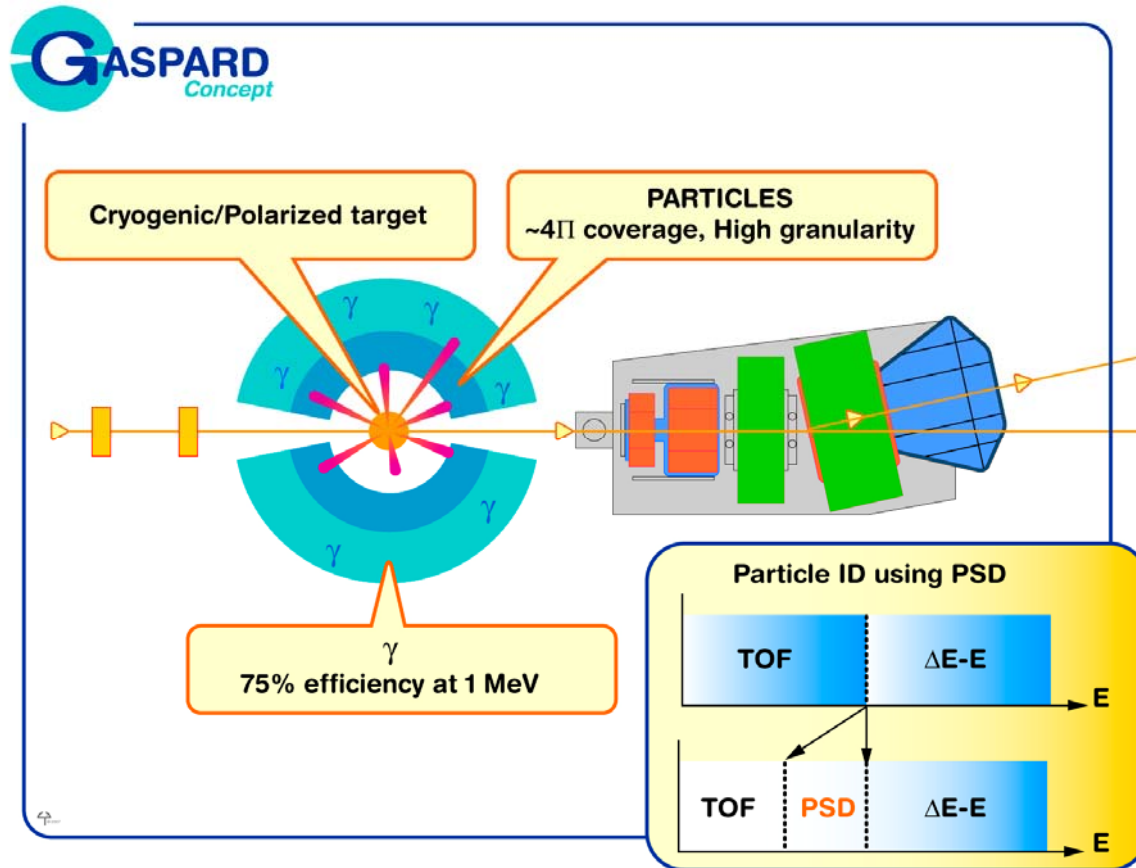 GASPARD
Concept
Cryogenic/Polarized target
PARTICLES
~4Π coverage, High granularity
γ
γ
γ
γ
γ
γ
γ
γ
75% efficiency at 1 MeV
Particle ID using PSD
TOF
ΔE-E
E
TOF
PSD
ΔE-E
E